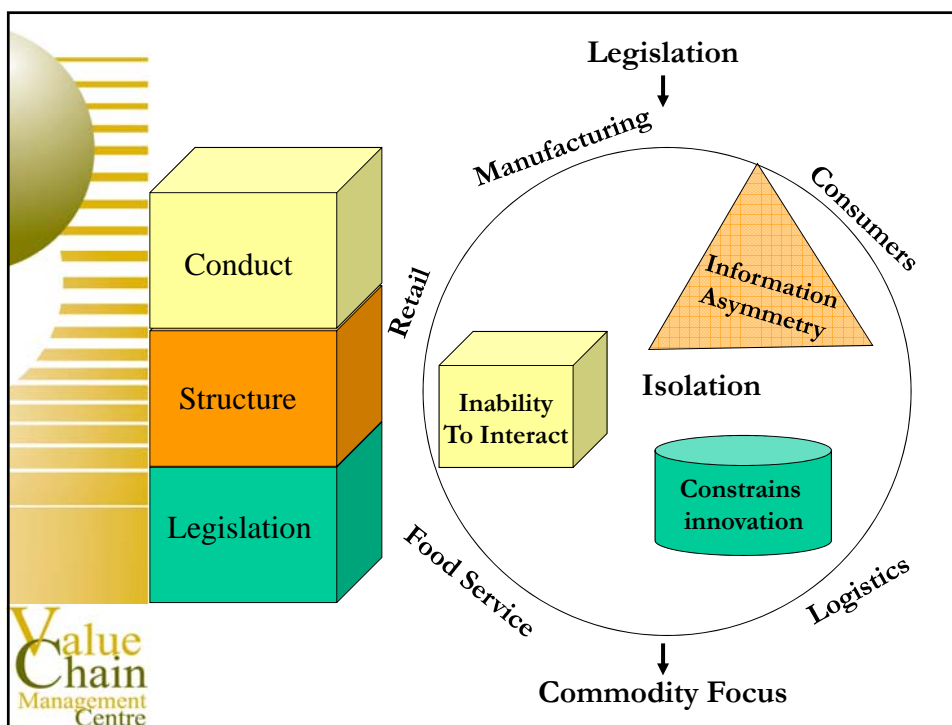 Legislation
Manufacturing
Consumers
Conduct
Information
Asymmetry
Retail
Structure
Isolation
Inability
To Interact
Constrains
innovation
Legislation
Food Service
Logistics
Commodity Focus
Value
Chain
Management
Centre